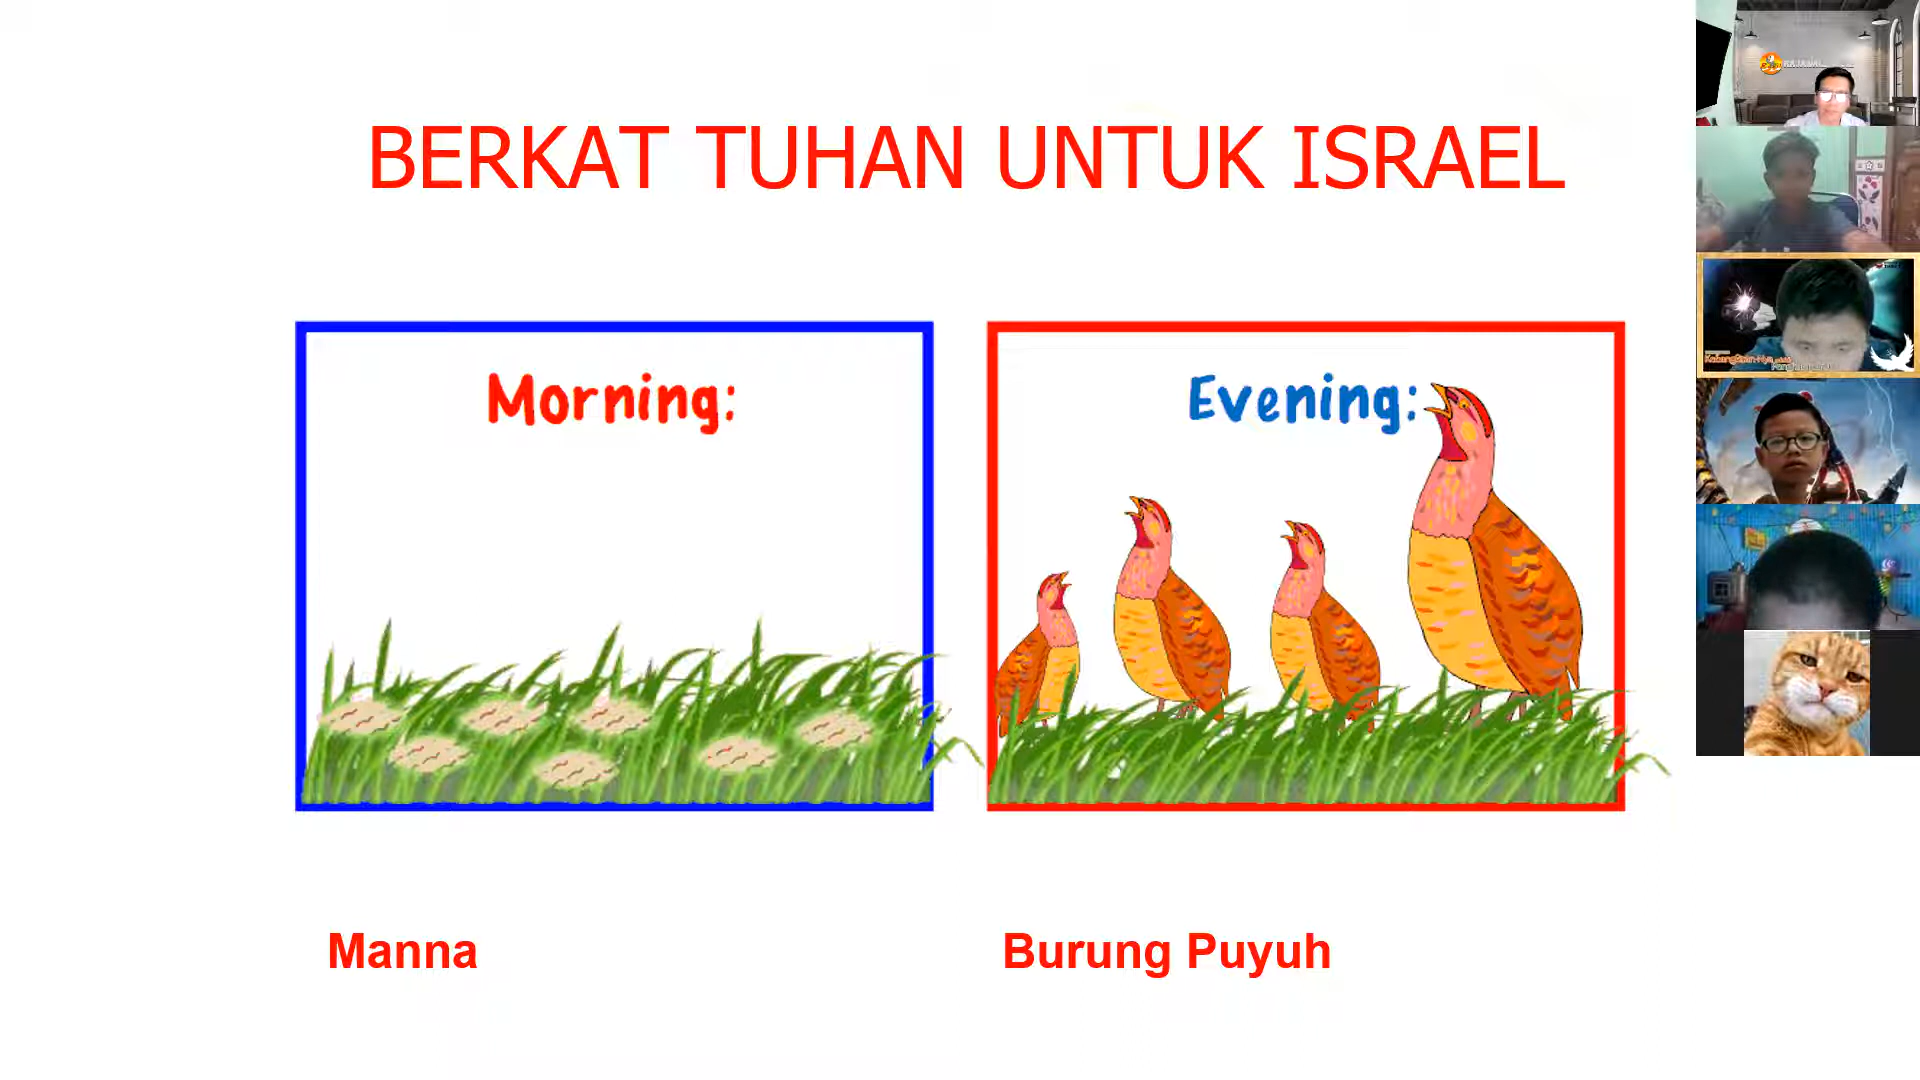 BERKAT TUHAN UNTUK ISRAEL
Morning:
Evening:
Manna
Burung Puyuh